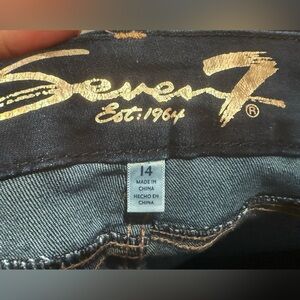 Seven7®
Est. 1964
14
MADE IN
CHINA
HECHO EN
CHINA